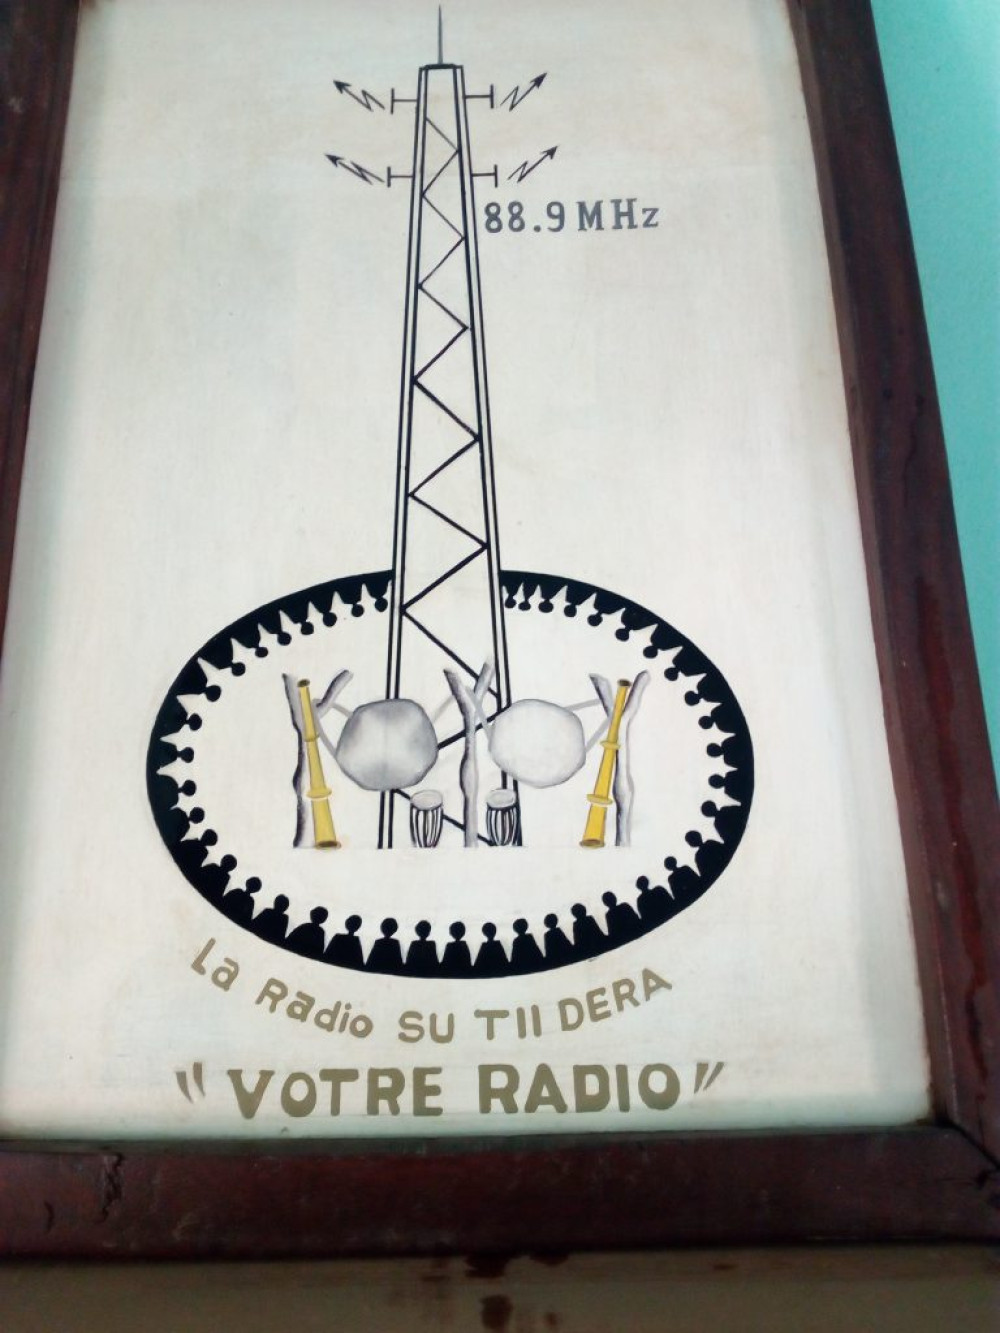 88.9 MHz
La Radio SU TII DERA
"VOTRE RADIO"